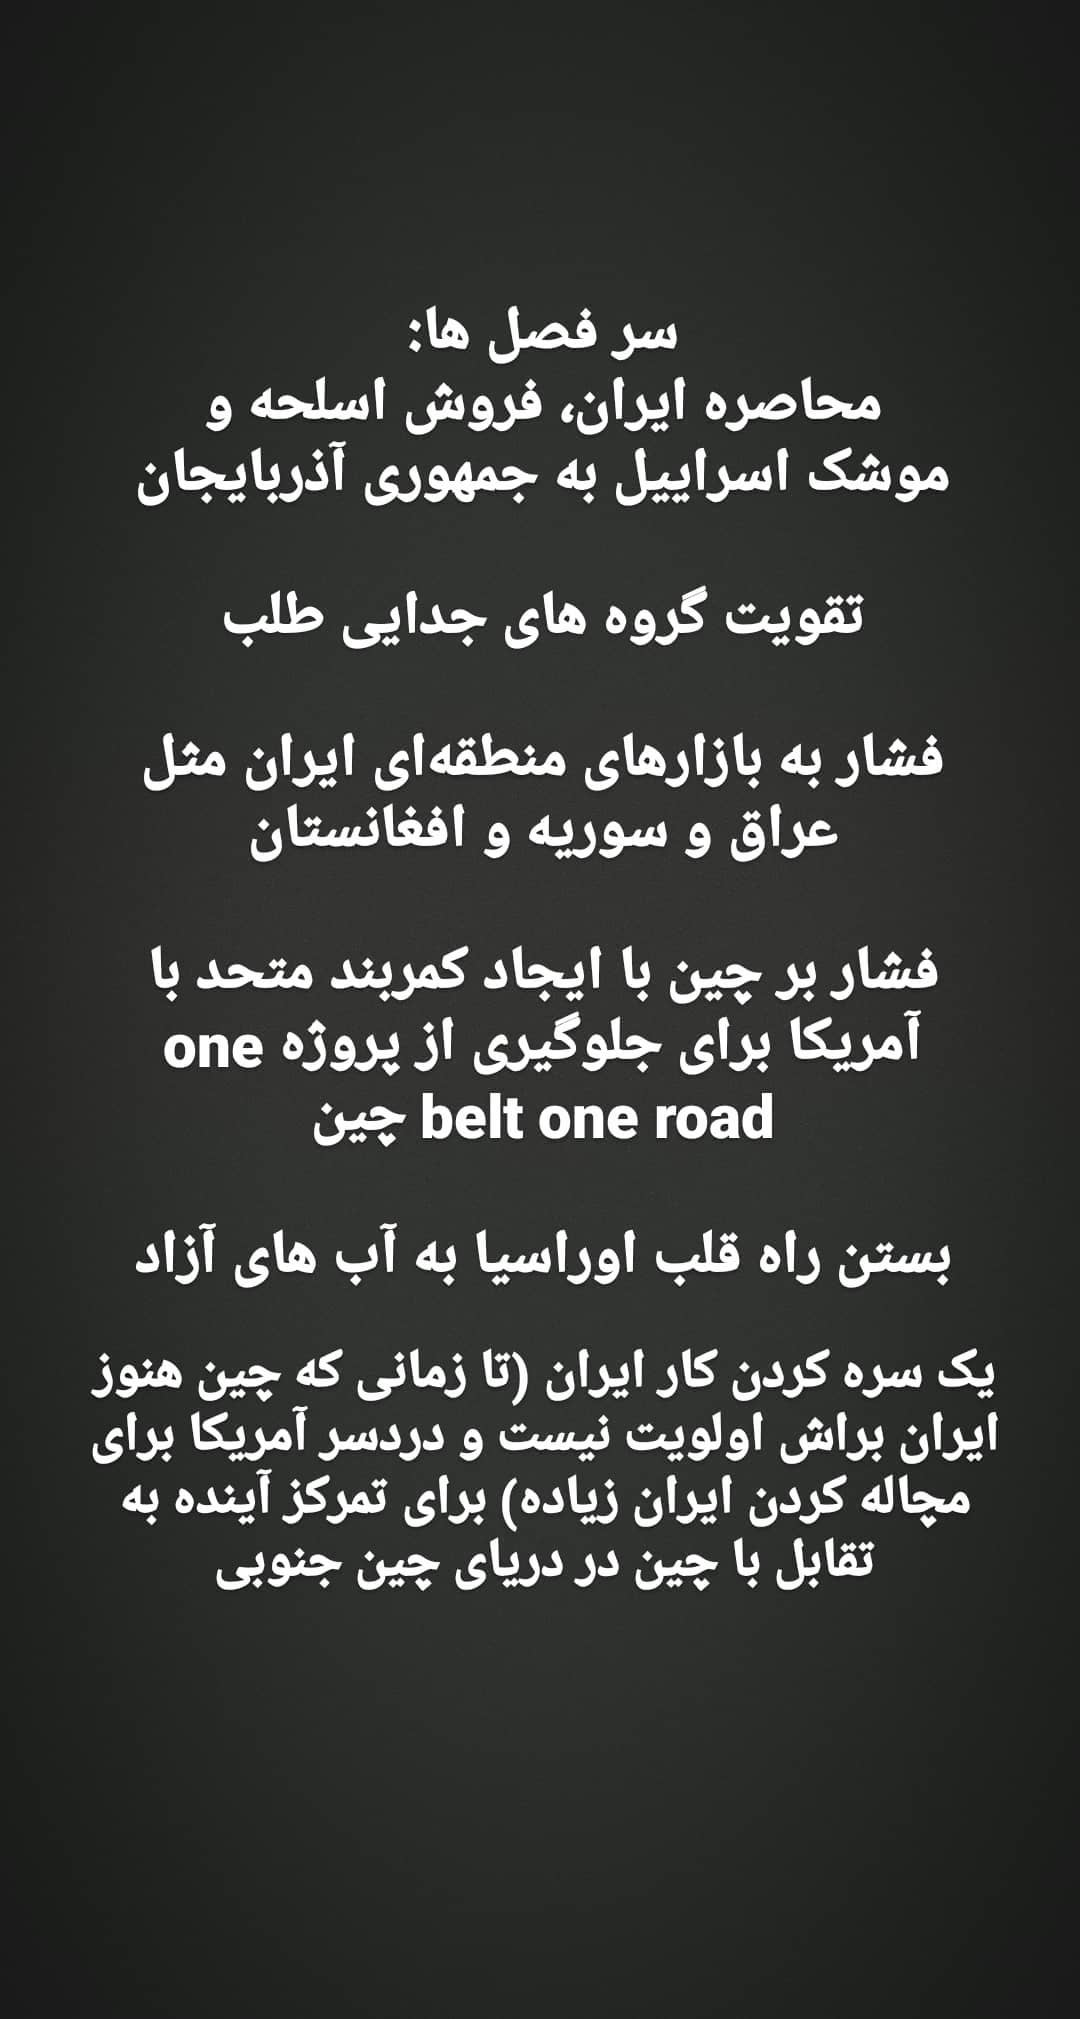 سر فصل ها:
محاصره ایران، فروش اسلحه و
موشک اسراییل به جمهوری آذربایجان
تقویت گروه های جدایی طلب
فشار به بازارهای منطقه‌ای ایران مثل
عراق و سوریه و افغانستان
فشار بر چین با ایجاد کمربند متحد با
آمریکا برای جلوگیری از پروژه one
belt one road چین
بستن راه قلب اوراسیا به آب های آزاد
یک سره کردن کار ایران (تا زمانی که چین هنوز
ایران براش اولویت نیست و دردسر آمریکا برای
مچاله کردن ایران زیاده) برای تمرکز آینده به
تقابل با چین در دریای چین جنوبی